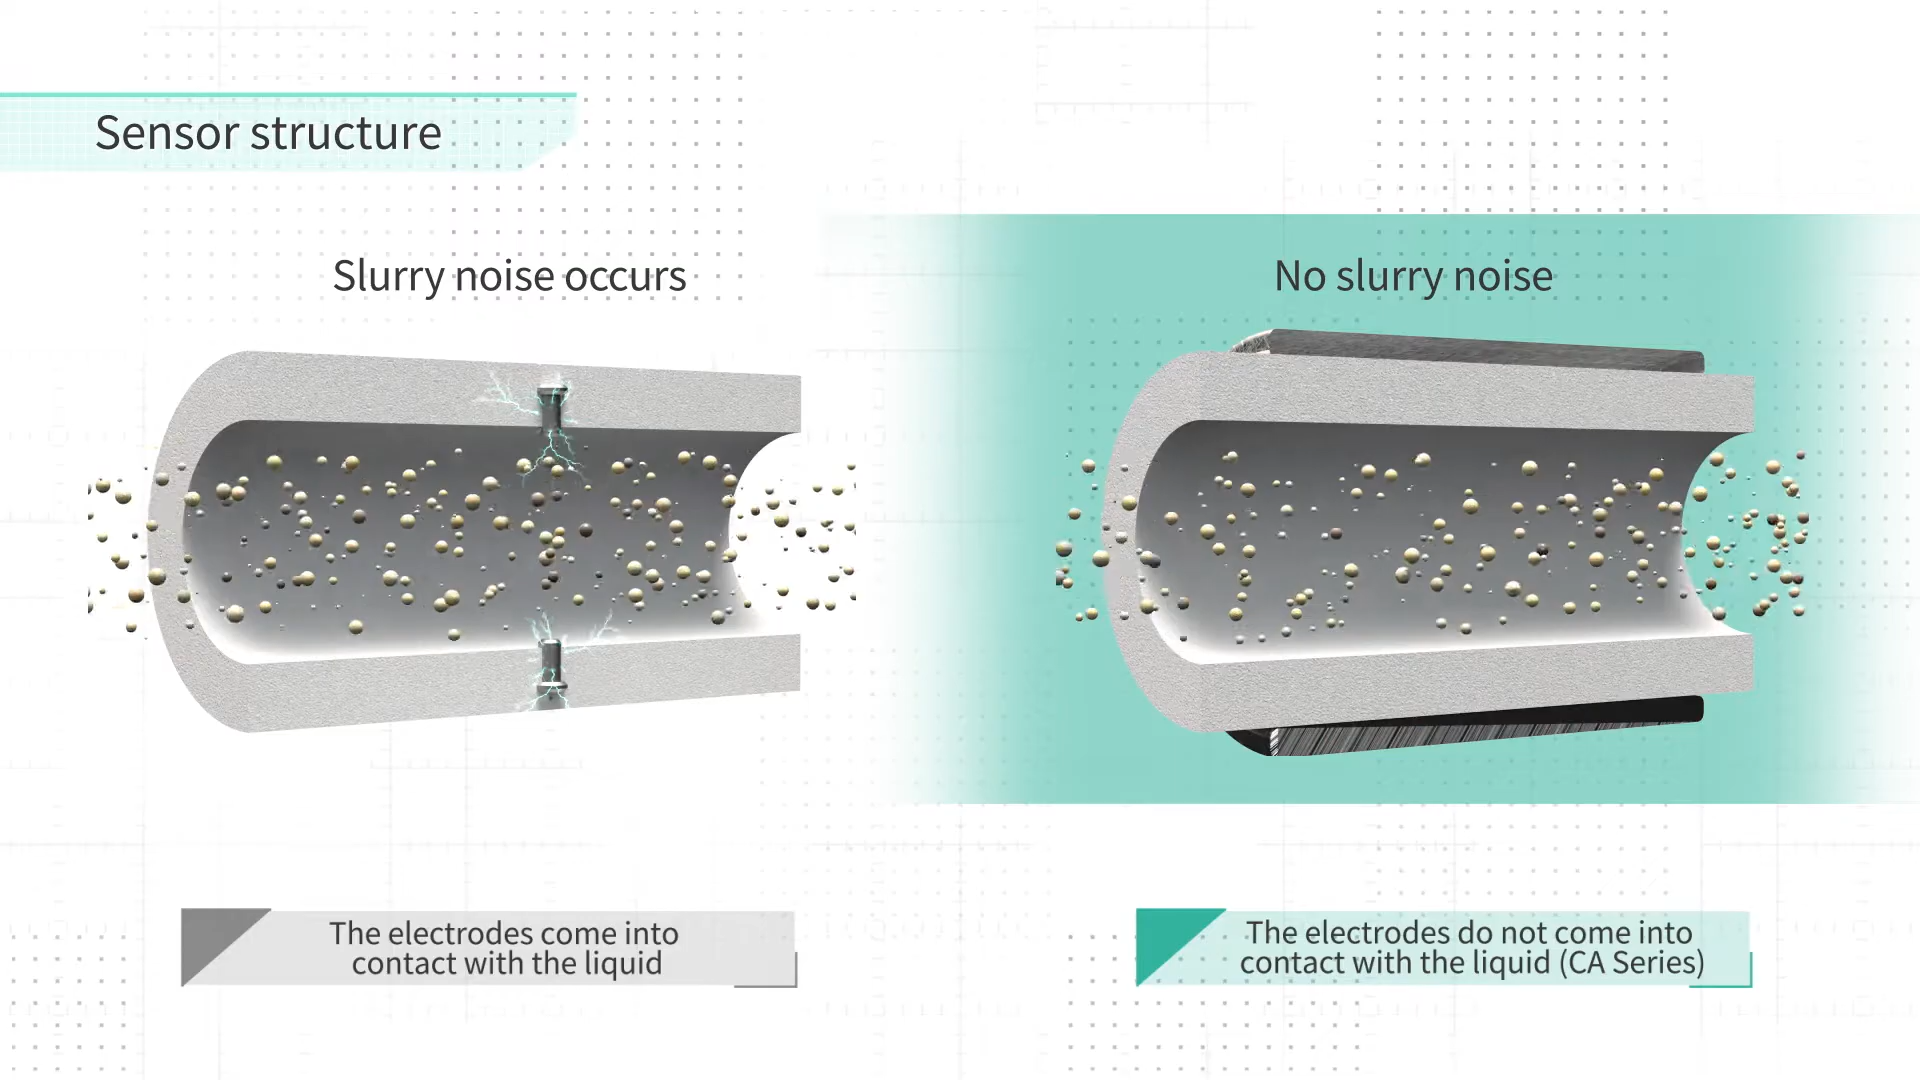 Sensor structure
Slurry noise occurs
No slurry noise
The electrodes come into
contact with the liquid
The electrodes do not come into
contact with the liquid (CA Series)